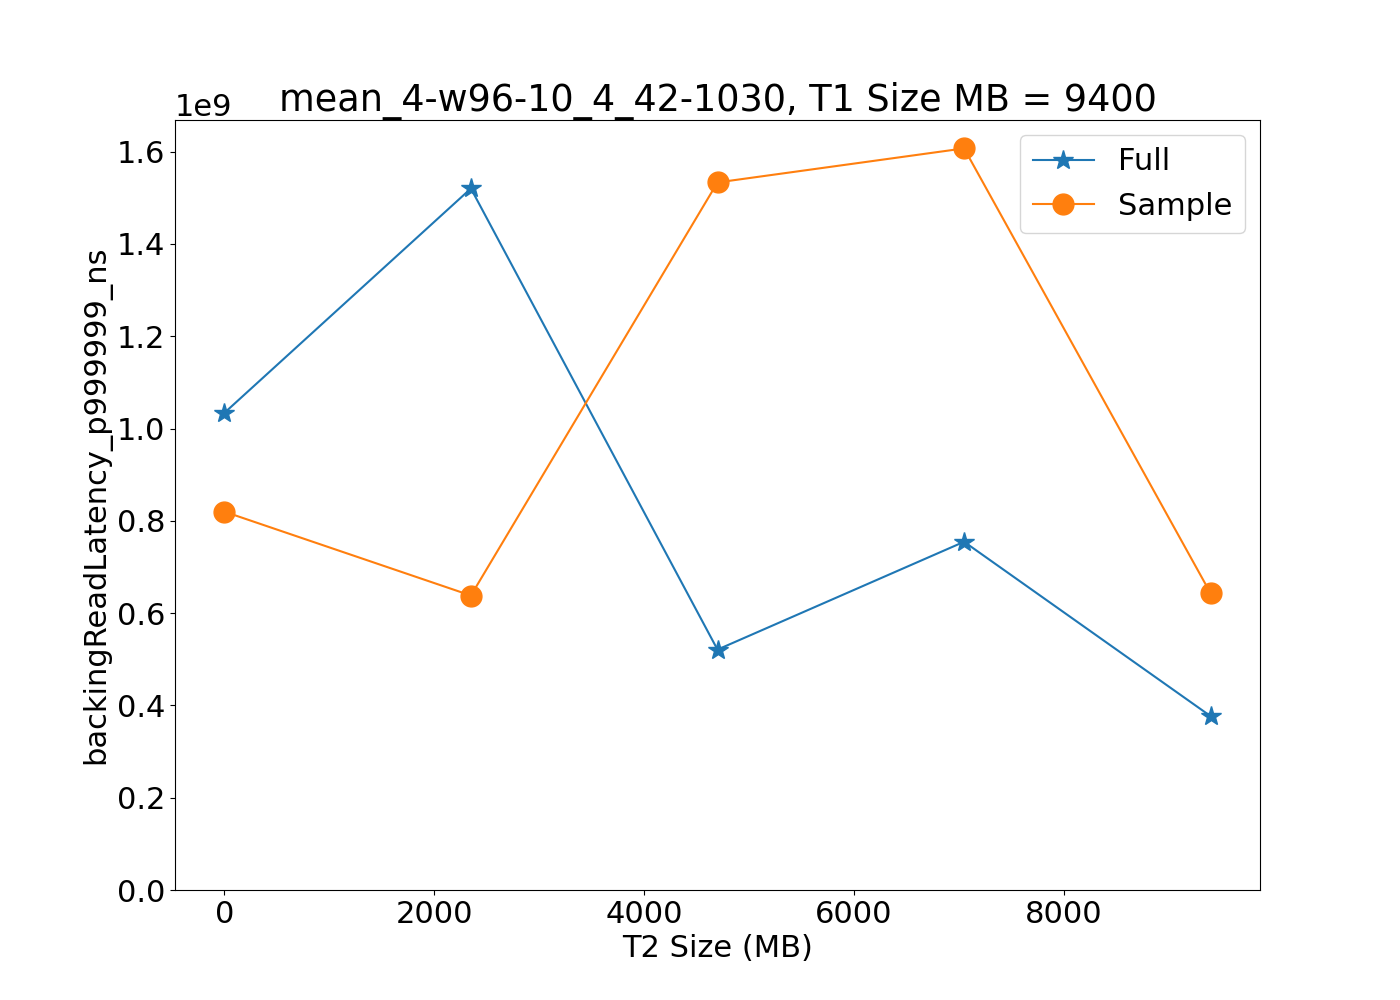 mean_4-w96-10_4_42-1030, T1 Size MB = 9400
1e9
Full
Sample
1.6
1.4
1.2
1.0
0.8
0.6
0.4
0.2
0.0
backingReadLatency_p999999_ns
0
2000
4000
6000
8000
T2 Size (MB)